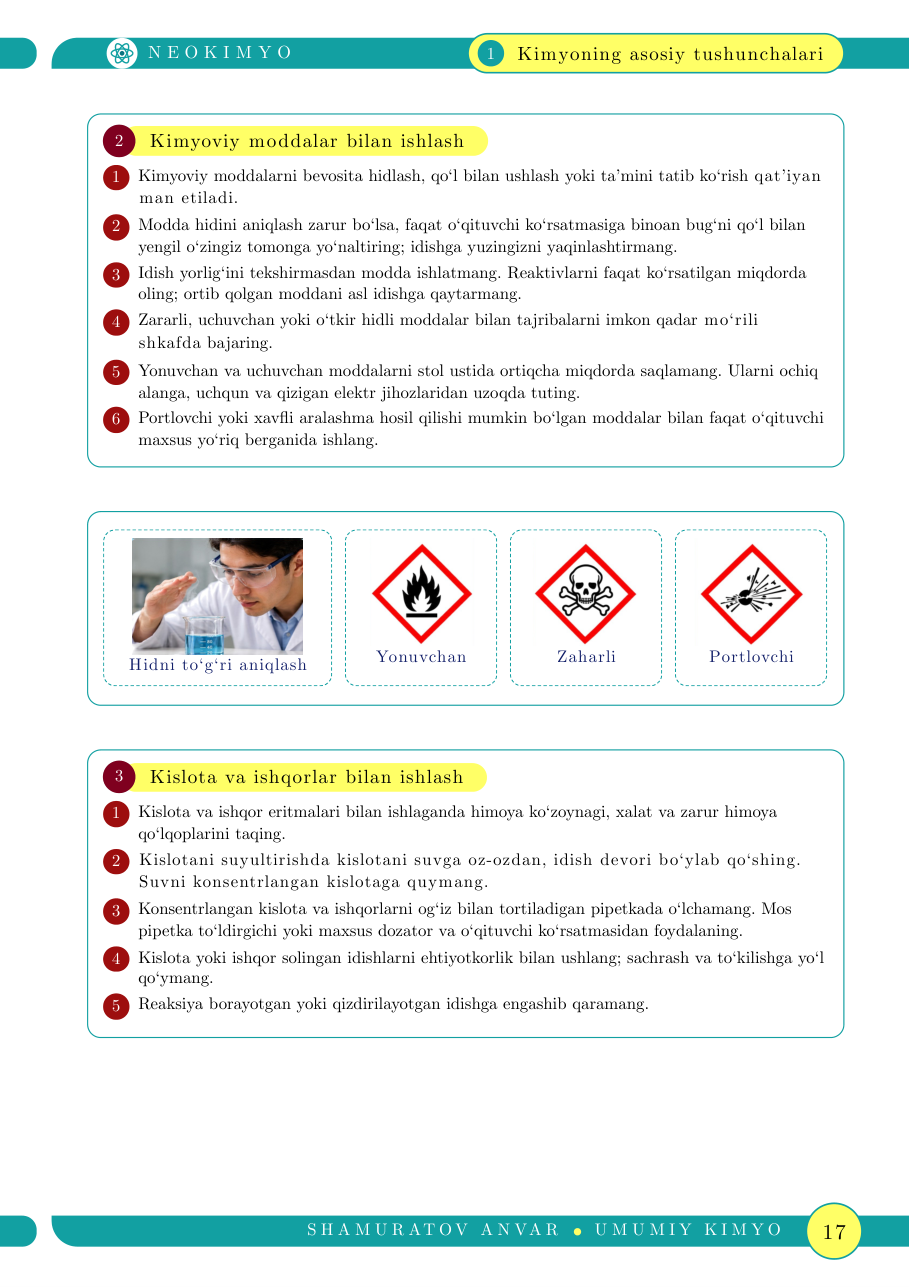 NEOKIMYO
1 Kimyoning asosiy tushunchalari
2 Kimyoviy moddalar bilan ishlash
1 Kimyoviy moddalarni bevosita hidlash, qo‘l bilan ushlash yoki ta’mini tatib ko‘rish qat’iyan
man etiladi.
2 Modda hidini aniqlash zarur bo‘lsa, faqat o‘qituvchi ko‘rsatmasiga binoan bug‘ni qo‘l bilan
yengil o‘zingiz tomonga yo‘naltiring; idishga yuzingizni yaqinlashtirmang.
3 Idish yorlig‘ini tekshirmasdan modda ishlatmang. Reaktivlarni faqat ko‘rsatilgan miqdorda
oling; ortib qolgan moddani asl idishga qaytarmang.
4 Zararli, uchuvchan yoki o‘tkir hidli moddalar bilan tajribalarni imkon qadar mo‘rili
shkafda bajaring.
5 Yonuvchan va uchuvchan moddalarni stol ustida ortiqcha miqdorda saqlamang. Ularni ochiq
alanga, uchqun va qizigan elektr jihozlaridan uzoqda tuting.
6 Portlovchi yoki xavfli aralashma hosil qilishi mumkin bo‘lgan moddalar bilan faqat o‘qituvchi
maxsus yo‘riq berganida ishlang.
Hidni to‘g‘ri aniqlash
Yonuvchan
Zaharli
Portlovchi
3 Kislota va ishqorlar bilan ishlash
1 Kislota va ishqor eritmalari bilan ishlaganda himoya ko‘zoynagi, xalat va zarur himoya
qo‘lqoplarini taqing.
2 Kislotani suyultirishda kislotani suvga oz-ozdan, idish devori bo‘ylab qo‘shing.
Suvni konsentrlangan kislotaga quymang.
3 Konsentrlangan kislota va ishqorlarni og‘iz bilan tortiladigan pipetkada o‘lchamang. Mos
pipetka to‘ldirgichi yoki maxsus dozator va o‘qituvchi ko‘rsatmasidan foydalaning.
4 Kislota yoki ishqor solingan idishlarni ehtiyotkorlik bilan ushlang; sachrash va to‘kilishga yo‘l
qo‘ymang.
5 Reaksiya borayotgan yoki qizdirilayotgan idishga engashib qaramang.
SHAMURATOV ANVAR • UMUMIY KIMYO
17